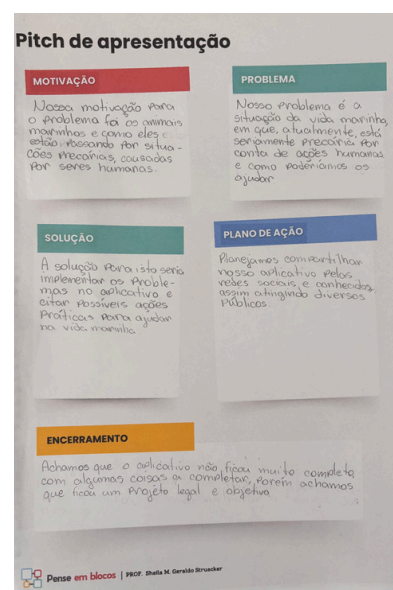 Pitch de apresentação
MOTIVAÇÃO
Nossa motivação para
o problema foi os animais
marinhos e como eles
estão passando por situa-
ções precárias, causadas
por seres humanos.
PROBLEMA
Nosso problema é a
situação da vida marinha,
em que, atualmente, está
seriamente precária por
conta de ações humanas
e como poderíamos os
ajudar
SOLUÇÃO
A solução para isto seria
implementar os proble-
mas no aplicativo e
citar possíveis ações
práticas para ajudar
na vida marinha
PLANO DE AÇÃO
Planejamos compartilhar
nosso aplicativo pelas
redes sociais, e conhecidos,
assim atingindo diversos
públicos.
ENCERRAMENTO
Achamos que o aplicativo não ficou muito completo,
com algumas coisas a completar, porém achamos
que ficou um projeto legal e objetivo
Pense em blocos | PROF. Sheila M. Geraldo Struecker